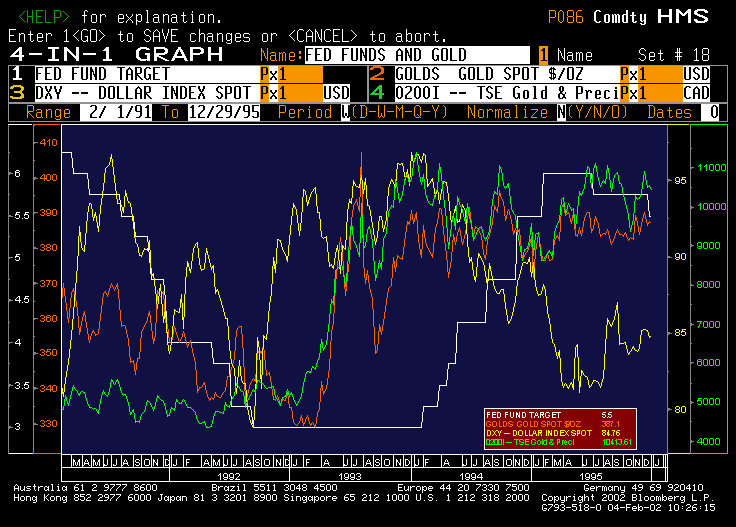 <HELP> for explanation. P086 Comdty HMS
Enter 1<GO> to SAVE changes or <CANCEL> to abort.
4-IN-1 GRAPH Name: FED FUNDS AND GOLD 1 Name Set # 18
1 FED FUND TARGET Px1 2 GOLDS GOLD SPOT $/OZ Px1 USD
3 DXY -- DOLLAR INDEX SPOT Px1 USD 4 0200I -- TSE Gold & Preci Px1 CAD
Range 2/ 1/91 To 12/29/95 Period W (D-W-M-Q-Y) Normalize N (Y/N/O) Dates 0
410
6 400 95 11000
5.5 390 10000
380
5 370 90 9000
4.5 360 8000
350 85 7000
4
3.5 340 6000
3 330 80 5000
4000
FED FUND TARGET 5.5
GOLDS GOLD SPOT $/OZ 387.1
DXY -- DOLLAR INDEX SPOT 84.76
0200I -- TSE Gold & Preci 10413.61
M A M J J A S O N D J F A M J J A S O N D J F A J J A S O N D J F M A M J J A S O N D J F M A M J J A S O N D J
1992 1993 1994 1995
Australia 61 2 9777 8600 Brazil 5511 3048 4500 Europe 44 20 7330 7500 Germany 49 69 920410
Hong Kong 852 2977 6000 Japan 81 3 3201 8900 Singapore 65 212 1000 U.S. 1 212 318 2000 Copyright 2002 Bloomberg L.P.
G793-518-0 04-Feb-02 10:26:15